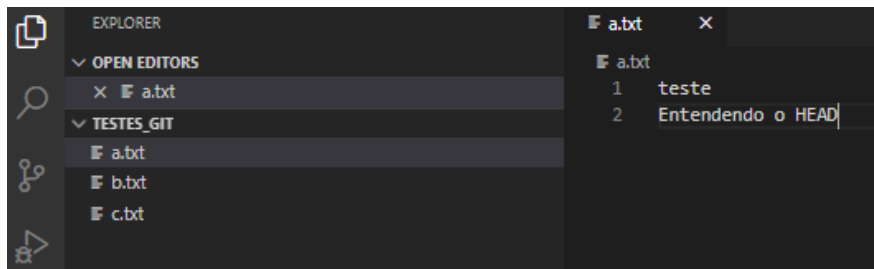 EXPLORER
OPEN EDITORS
a.txt
TESTES_GIT
a.txt
b.txt
c.txt
a.txt
a.txt
1 teste
2 Entendendo o HEAD